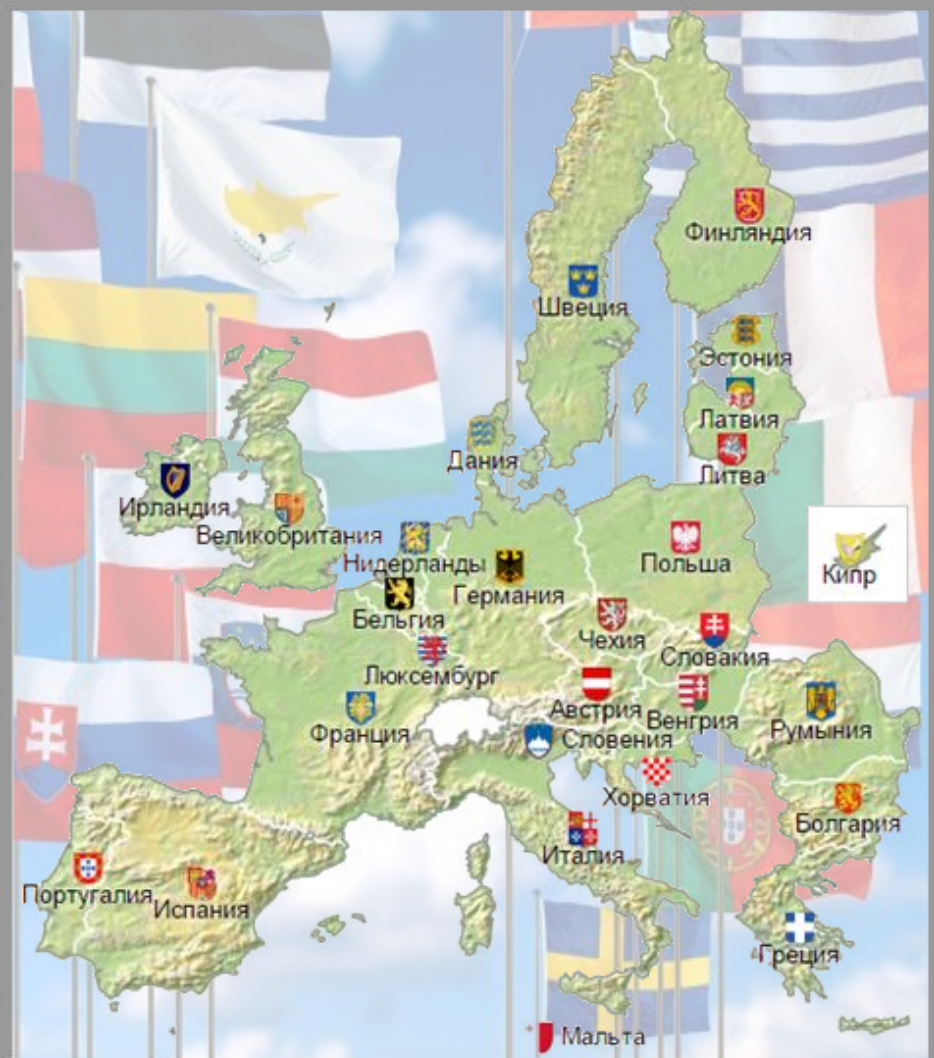 Финляндия
Швеция
Эстония
Латвия
Дания
Литва
Ирландия
Великобритания
Нидерланды
Польша
Кипр
Германия
Бельгия
Чехия
Словакия
Люксембург
Австрия
Венгрия
Франция
Словения
Румыния
Хорватия
Болгария
Италия
Португалия
Испания
Греция
Мальта